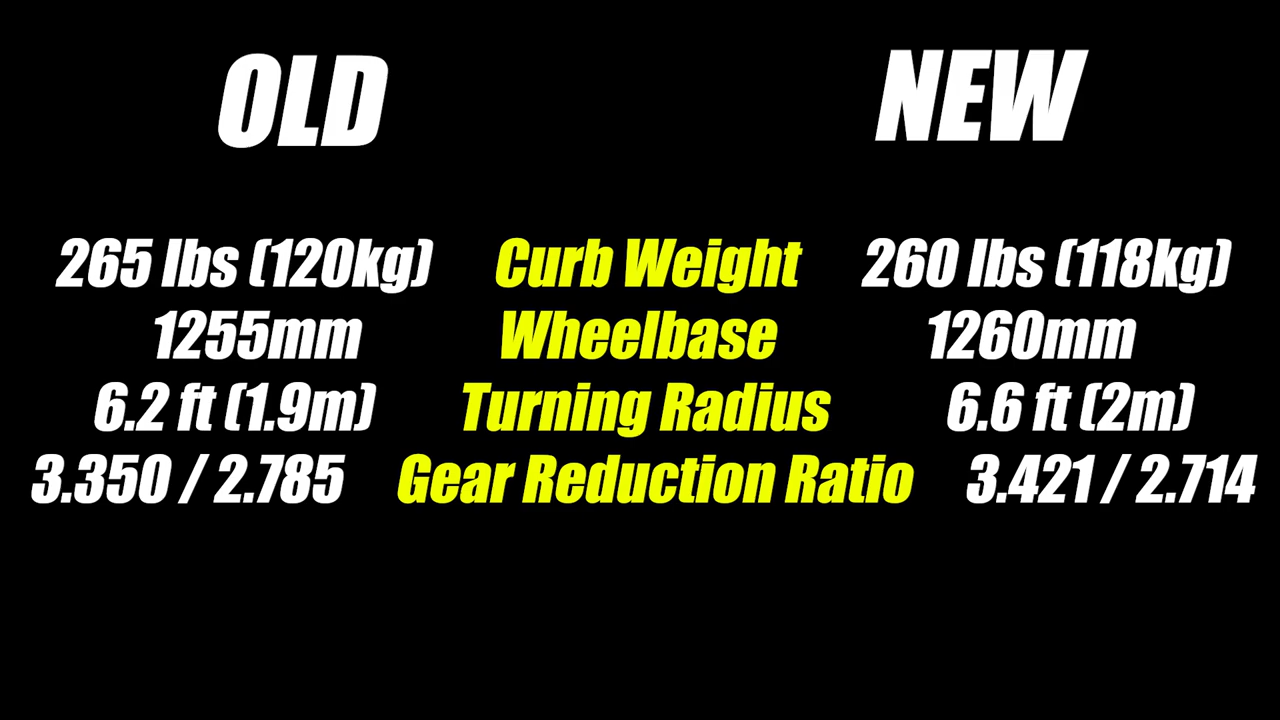 OLD NEW
265 lbs (120kg) Curb Weight 260 lbs (118kg)
1255mm Wheelbase 1260mm
6.2 ft (1.9m) Turning Radius 6.6 ft (2m)
3.350 / 2.785 Gear Reduction Ratio 3.421 / 2.714